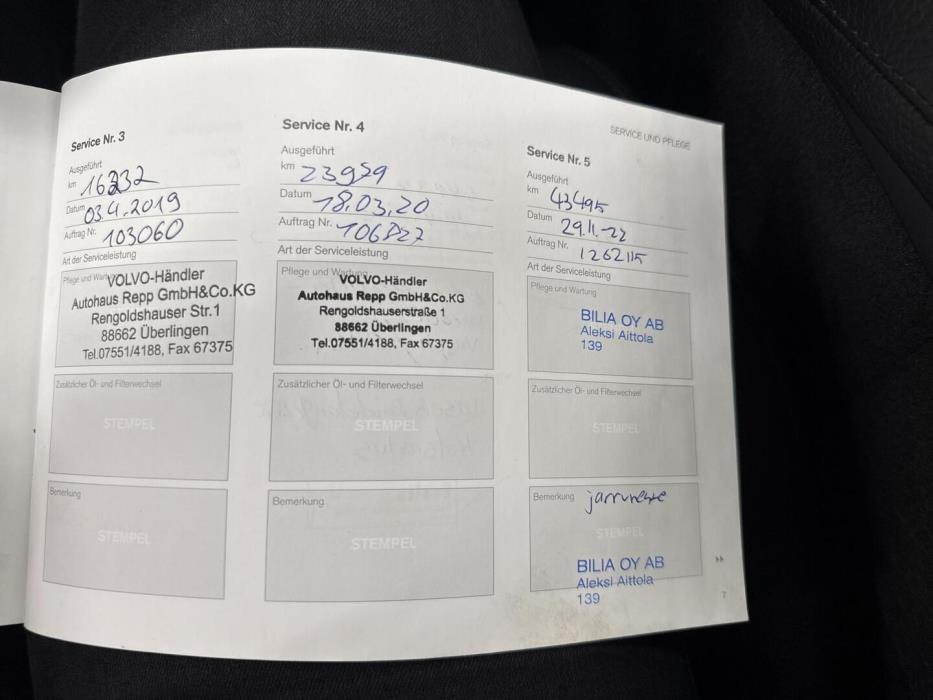 SERVICE UND PFLEGE
Service Nr. 3
Ausgeführt
km 16232
Datum 03.4.2019
Auftrag Nr. 103060
Art der Serviceleistung
Pflege und Wartung
VOLVO-Händler
Autohaus Repp GmbH&Co.KG
Rengoldshauser Str.1
88662 Überlingen
Tel.07551/4188, Fax 67375
Zusätzlicher Öl- und Filterwechsel
STEMPEL
Bemerkung
STEMPEL
Service Nr. 4
Ausgeführt
km 23959
Datum 18.03.20
Auftrag Nr. 106827
Art der Serviceleistung
Pflege und Wartung
VOLVO-Händler
Autohaus Repp GmbH&Co.KG
Rengoldshauserstraße 1
88662 Überlingen
Tel.07551/4188, Fax 67375
Zusätzlicher Öl- und Filterwechsel
STEMPEL
Bemerkung
STEMPEL
Service Nr. 5
Ausgeführt
km 43495
Datum 29.11.-22
Auftrag Nr. 1262115
Art der Serviceleistung
Pflege und Wartung
BILIA OY AB
Aleksi Aittola
139
Zusätzlicher Öl- und Filterwechsel
STEMPEL
Bemerkung jarruneste
STEMPEL
BILIA OY AB
Aleksi Aittola
139
7